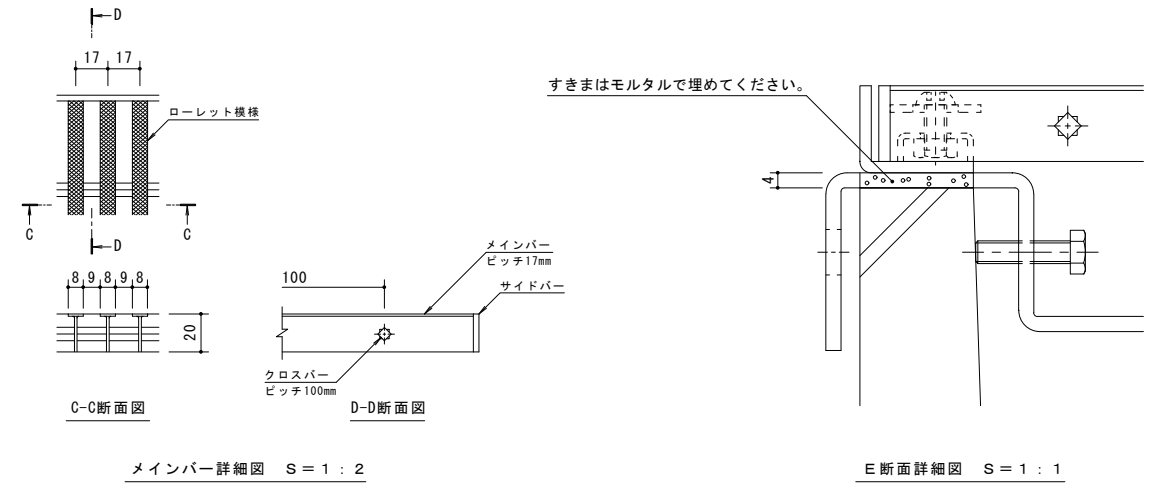 D
17 17
ローレット模様
C C
D
8 9 8 9 8
20
C-C断面図
100
メインバー
ピッチ17mm
サイドバー
クロスバー
ピッチ100mm
D-D断面図
メインバー詳細図 S=1:2
すきまはモルタルで埋めてください。
4
E断面詳細図 S=1:1